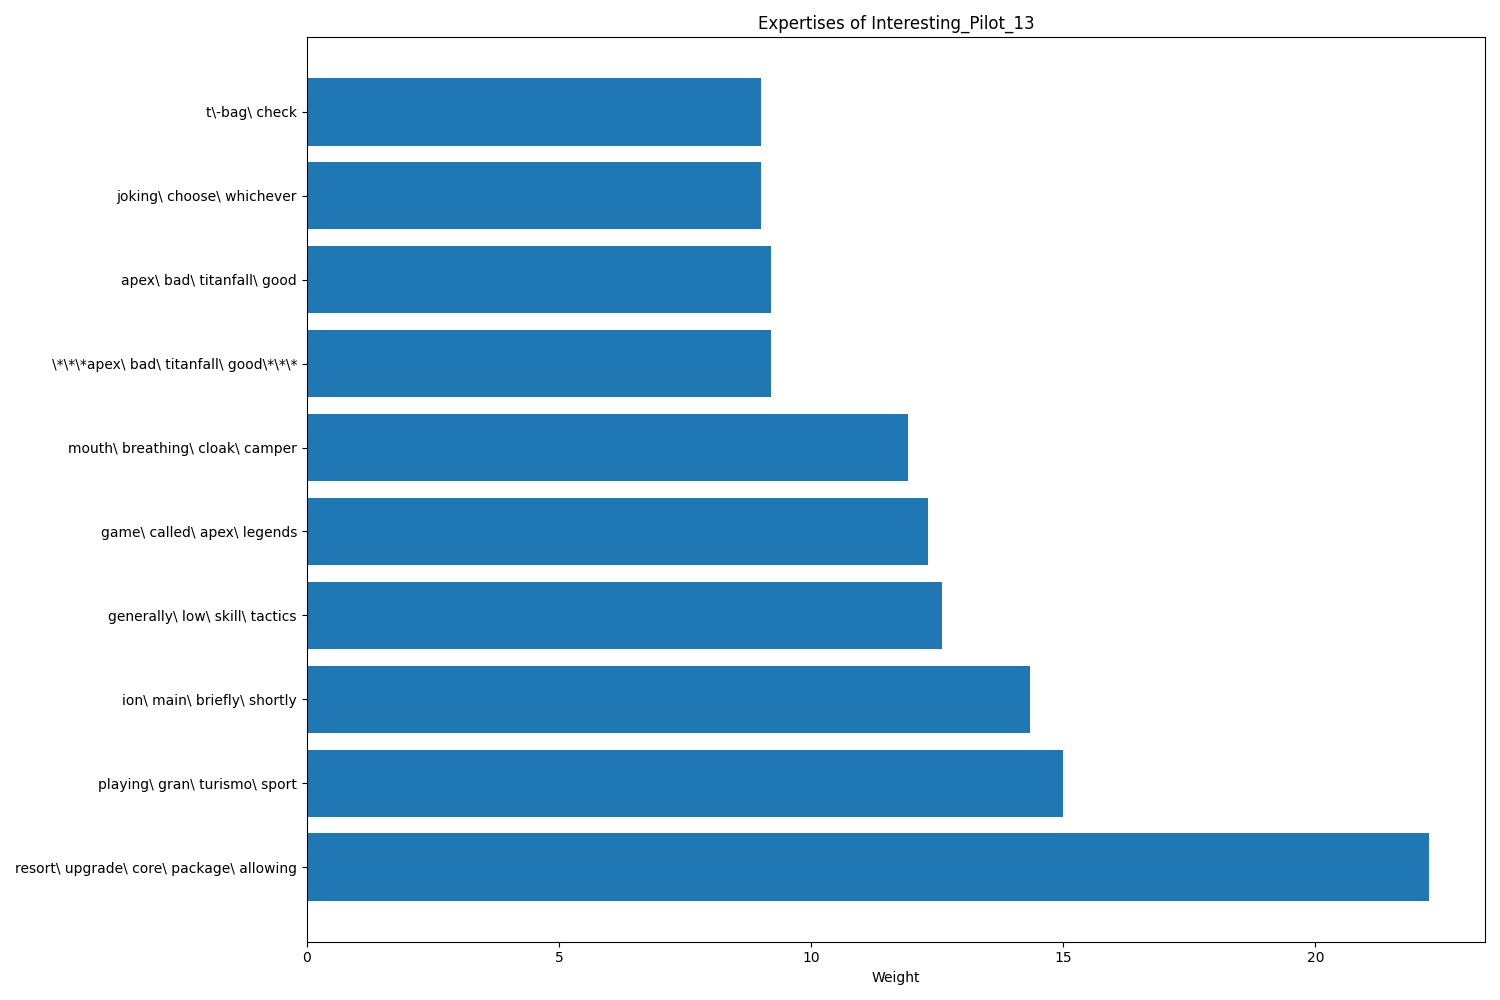 Expertises of Interesting_Pilot_13
t\-bag\ check
joking\ choose\ whichever
apex\ bad\ titanfall\ good
\*\*\*apex\ bad\ titanfall\ good\*\*\*
mouth\ breathing\ cloak\ camper
game\ called\ apex\ legends
generally\ low\ skill\ tactics
ion\ main\ briefly\ shortly
playing\ gran\ turismo\ sport
resort\ upgrade\ core\ package\ allowing
0 5 10 15 20
Weight